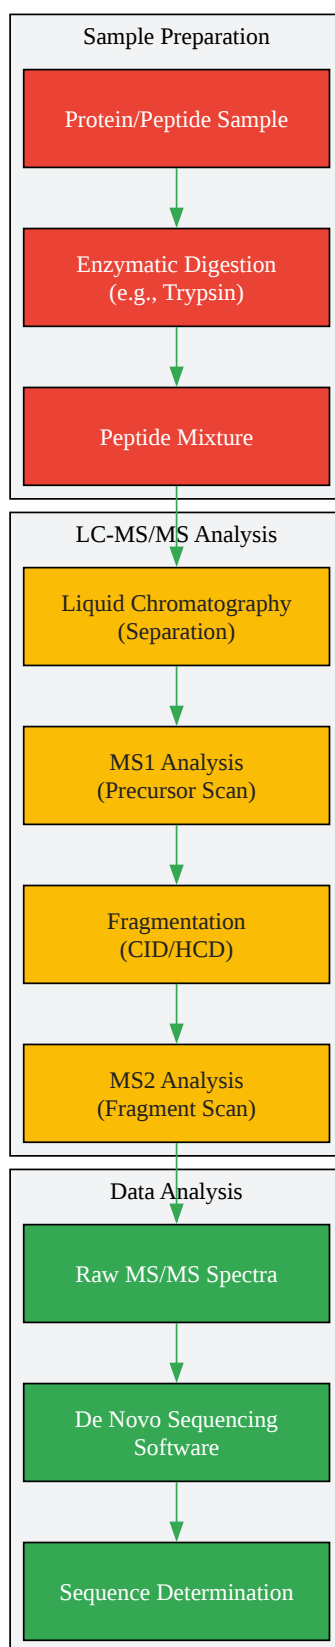 Sample Preparation
Protein/Peptide Sample
Enzymatic Digestion
(e.g., Trypsin)
Peptide Mixture
LC-MS/MS Analysis
Liquid Chromatography
(Separation)
MS1 Analysis
(Precursor Scan)
Fragmentation
(CID/HCD)
MS2 Analysis
(Fragment Scan)
Data Analysis
Raw MS/MS Spectra
De Novo Sequencing
Software
Sequence Determination